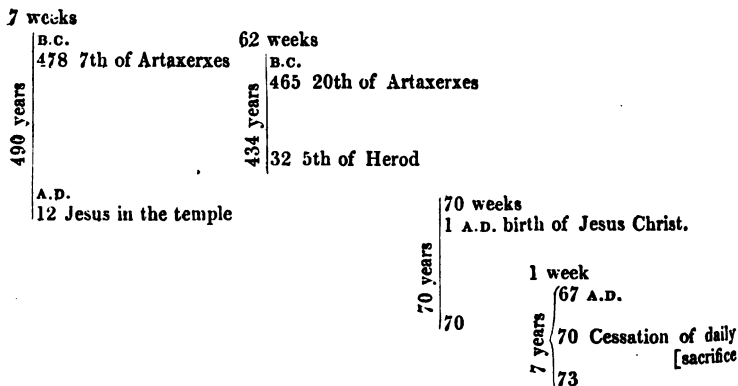 7 weeks
B.C.
478 7th of Artaxerxes
490 years
A.D.
12 Jesus in the temple
62 weeks
B.C.
465 20th of Artaxerxes
434 years
32 5th of Herod
70 weeks
1 A.D. birth of Jesus Christ.
70 years
70
1 week
67 A.D.
7 years
70 Cessation of daily
[sacrifice
73